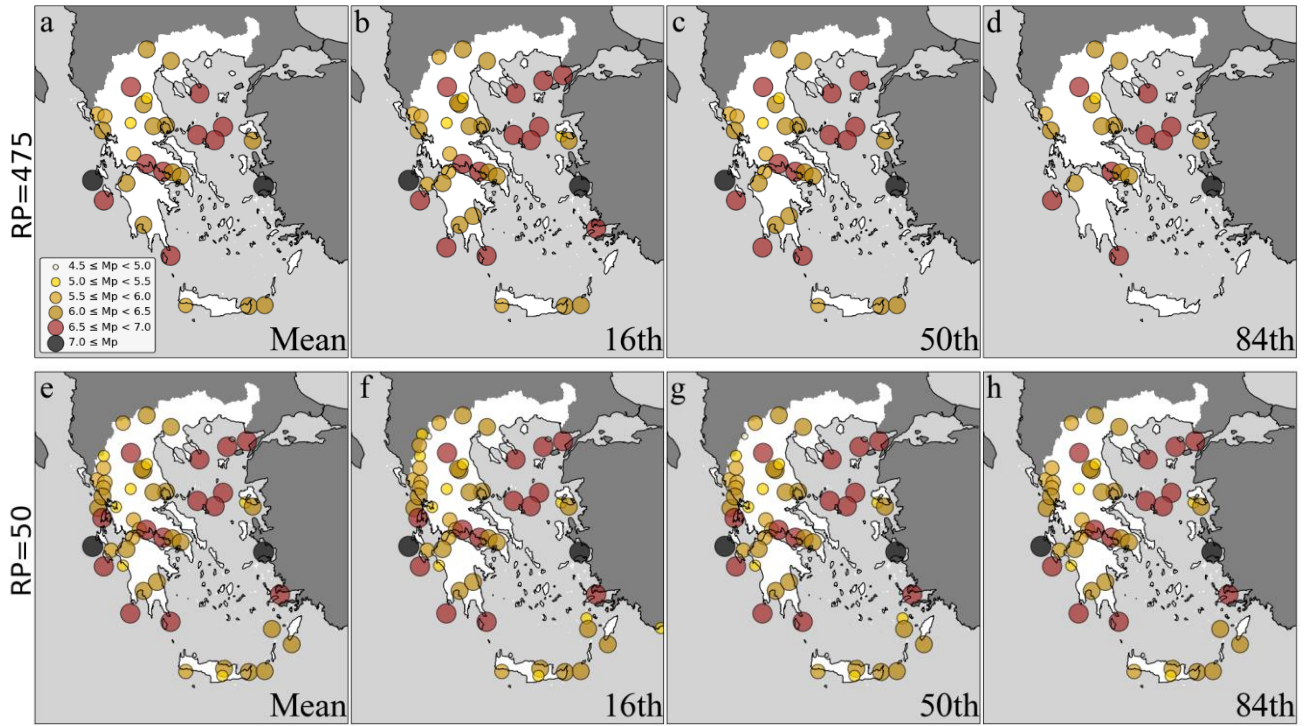 a b c d
RP=475
4.5 ≤ Mp < 5.0
5.0 ≤ Mp < 5.5
5.5 ≤ Mp < 6.0
6.0 ≤ Mp < 6.5
6.5 ≤ Mp < 7.0
7.0 ≤ Mp
Mean 16th 50th 84th
e f g h
RP=50
Mean 16th 50th 84th